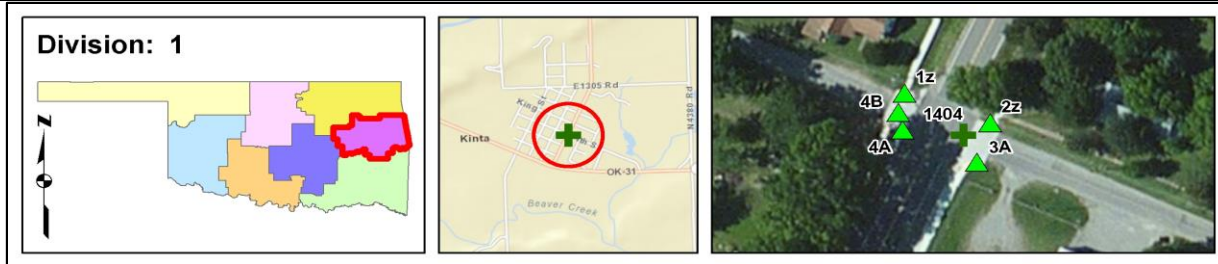 Division: 1
N
E1305 Rd
King St
Kinta
N4380 Rd
OK-31
Beaver Creek
1z
4B
1404
2z
4A
3A